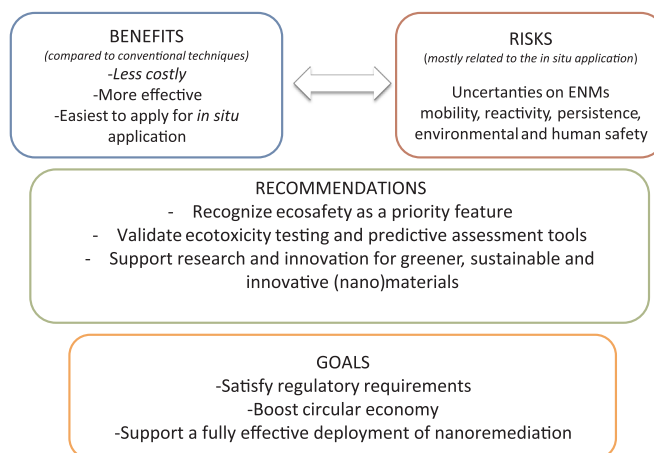 BENEFITS
(compared to conventional techniques)
-Less costly
-More effective
-Easiest to apply for in situ
application
RISKS
(mostly related to the in situ application)
Uncertanties on ENMs
mobility, reactivity, persistence,
environmental and human safety
RECOMMENDATIONS
- Recognize ecosafety as a priority feature
- Validate ecotoxicity testing and predictive assessment tools
- Support research and innovation for greener, sustainable and
innovative (nano)materials
GOALS
-Satisfy regulatory requirements
-Boost circular economy
-Support a fully effective deployment of nanoremediation